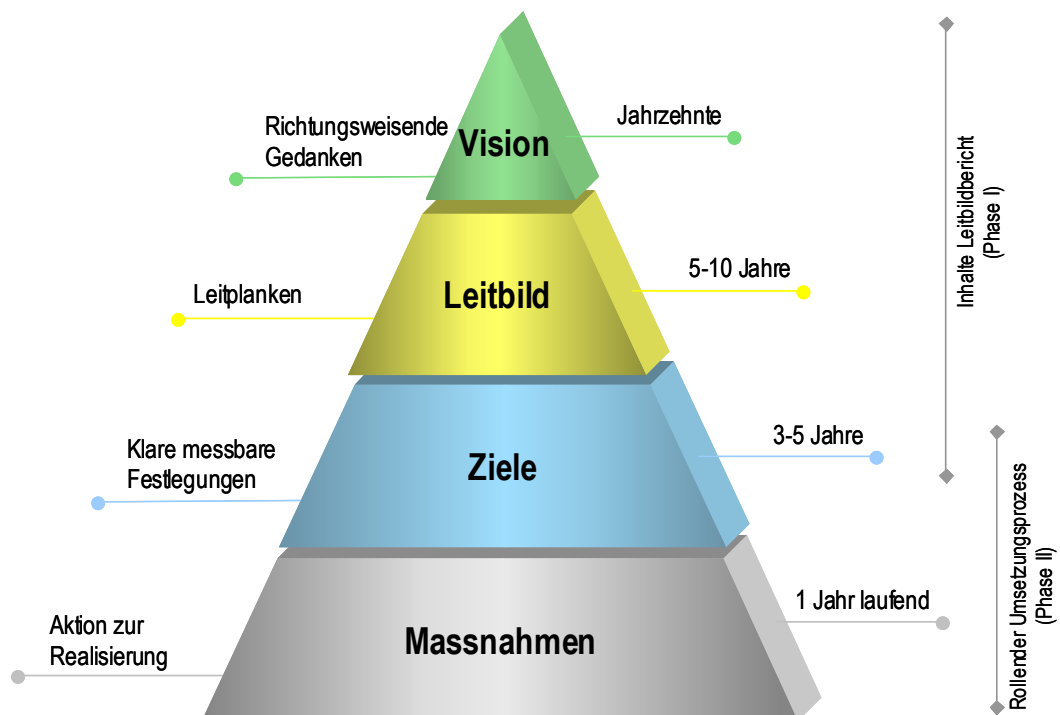 Richtungsweisende
Gedanken
Vision
Jahrzehnte
Leitplanken
Leitbild
5-10 Jahre
Klare messbare
Festlegungen
Ziele
3-5 Jahre
Aktion zur
Realisierung
Massnahmen
1 Jahr laufend
Inhalte Leitbildbericht
(Phase I)
Rollender Umsetzungsprozess
(Phase II)